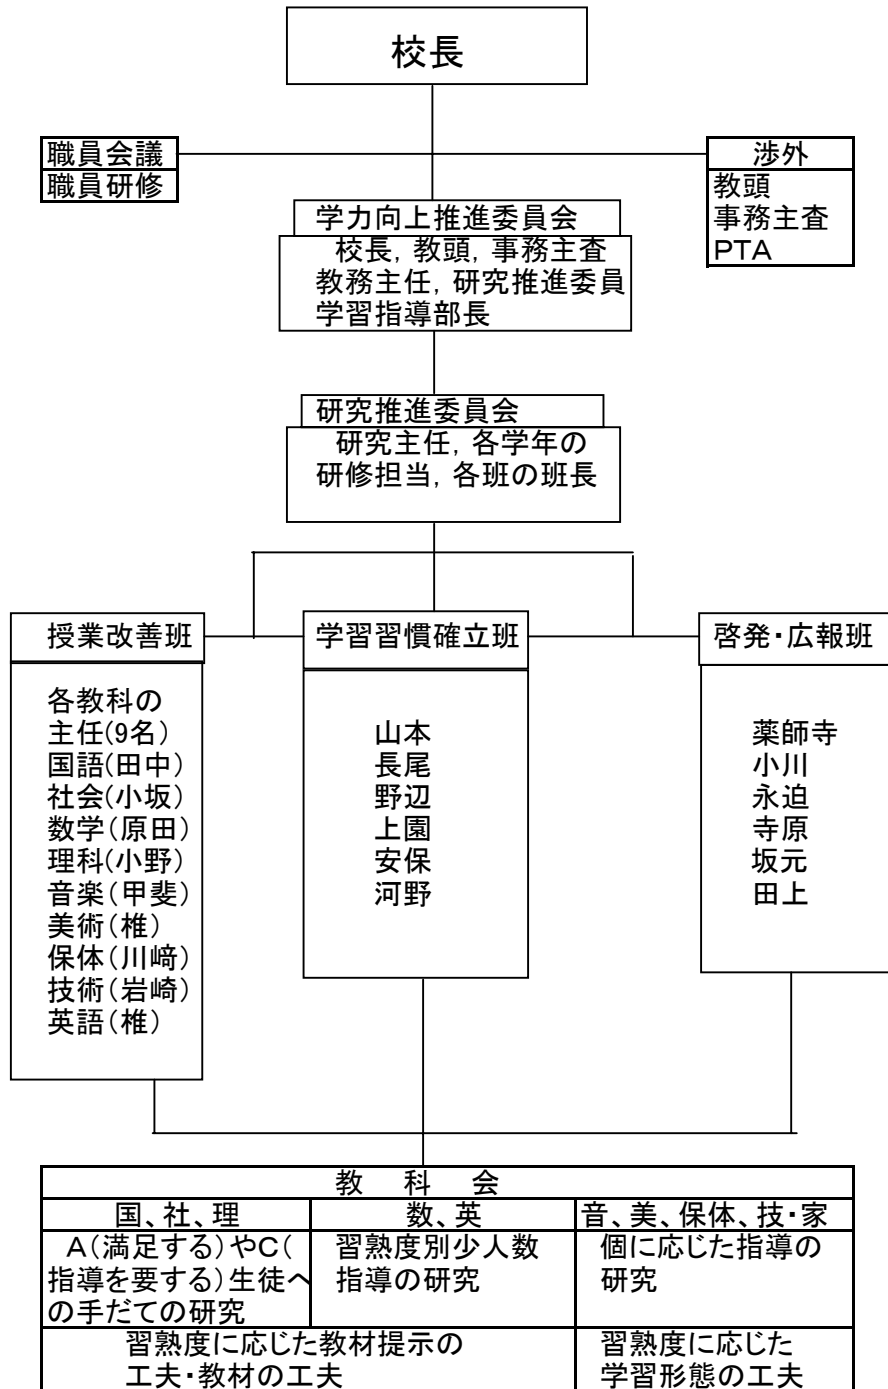 校長
職員会議
職員研修
渉外
教頭
事務主査
PTA
学力向上推進委員会
校長, 教頭, 事務主査
教務主任, 研究推進委員
学習指導部長
研究推進委員会
研究主任, 各学年の
研修担当, 各班の班長
授業改善班
各教科の
主任(9名)
国語(田中)
社会(小坂)
数学(原田)
理科(小野)
音楽(甲斐)
美術(椎)
保体(川﨑)
技術(岩崎)
英語(椎)
学習習慣確立班
山本
長尾
野辺
上園
安保
河野
啓発・広報班
薬師寺
小川
永迫
寺原
坂元
田上
教 科 会
国、社、理
数、英
音、美、保体、技・家
A(満足する)やC(
指導を要する)生徒へ
の手だての研究
習熟度別少人数
指導の研究
個に応じた指導の
研究
習熟度に応じた教材提示の
工夫・教材の工夫
習熟度に応じた
学習形態の工夫